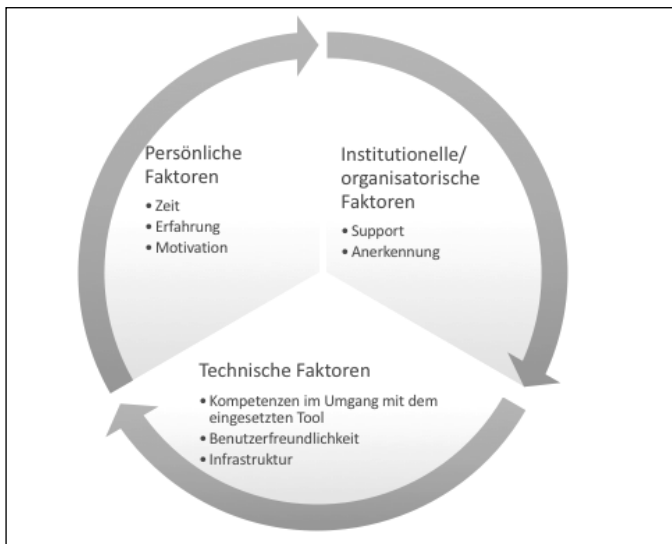 Persönliche
Faktoren
• Zeit
• Erfahrung
• Motivation
Institutionelle/
organisatorische
Faktoren
• Support
• Anerkennung
Technische Faktoren
• Kompetenzen im Umgang mit dem
eingesetzten Tool
• Benutzerfreundlichkeit
• Infrastruktur